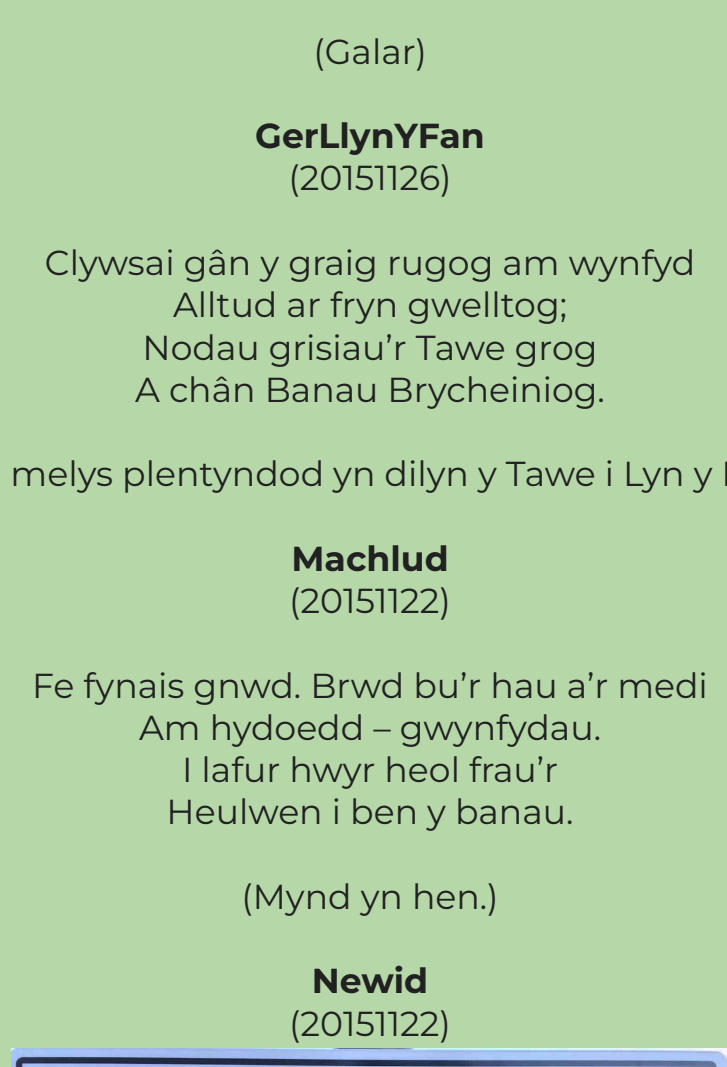 (Galar)
GerLlynYFan
(20151126)
Clywsai gân y graig rugog am wynfyd
Alltud ar fryn gwelltog;
Nodau grisiau'r Tawe grog
A chân Banau Brycheiniog.
melys plentyndod yn dilyn y Tawe i Lyn y
Machlud
(20151122)
Fe fynais gnwd. Brwd bu'r hau a'r medi
Am hydoedd – gwynfydau.
I lafur hwyr heol frau'r
Heulwen i ben y banau.
(Mynd yn hen.)
Newid
(20151122)